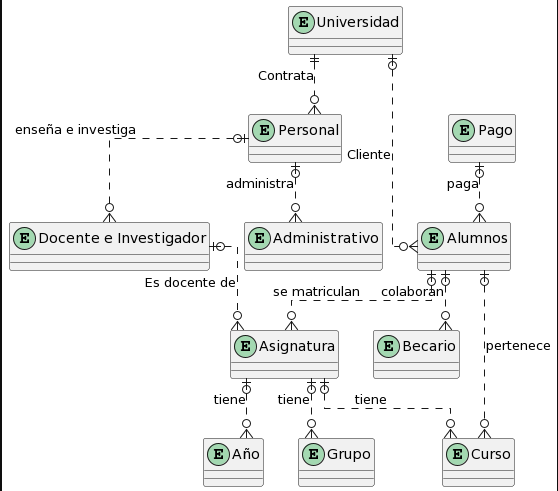 E Universidad
Contrata
enseña e investiga
E Personal
E Pago
Cliente
administra
paga
E Docente e Investigador
E Administrativo
E Alumnos
Es docente de
se matriculan
colaboran
E Asignatura
E Becario
pertenece
tiene
tiene
tiene
E Año
E Grupo
E Curso